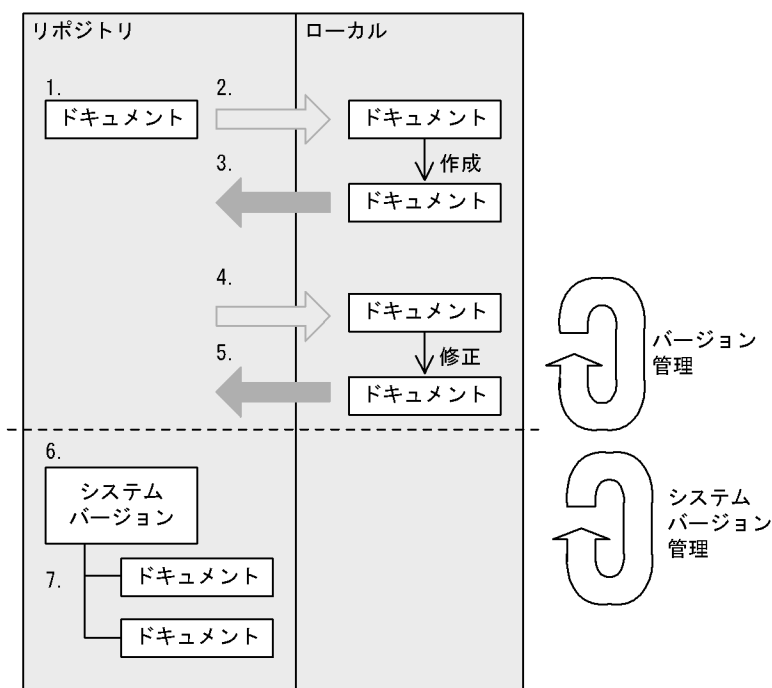 リポジトリ
ローカル
1.
2.
ドキュメント
ドキュメント
作成
3.
ドキュメント
4.
ドキュメント
修正
5.
ドキュメント
バージョン
管理
6.
システム
バージョン
7.
ドキュメント
ドキュメント
システム
バージョン
管理